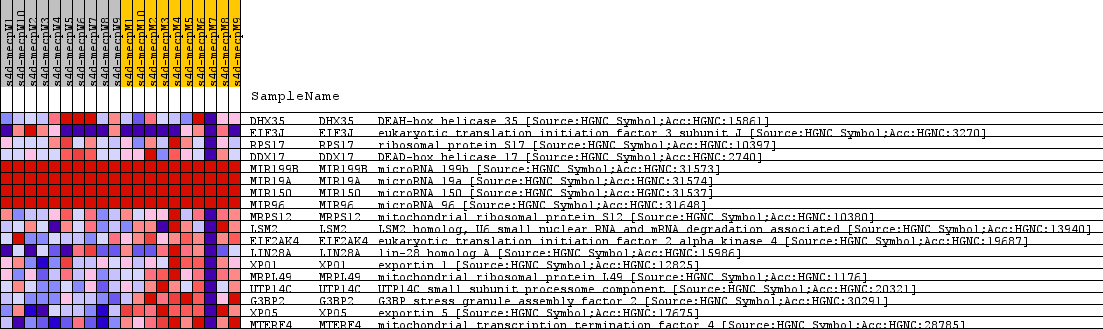 s4d-mecpW1
s4d-mecpW10
s4d-mecpW2
s4d-mecpW3
s4d-mecpW4
s4d-mecpW5
s4d-mecpW6
s4d-mecpW7
s4d-mecpW8
s4d-mecpW9
s4d-mecpM1
s4d-mecpM10
s4d-mecpM2
s4d-mecpM3
s4d-mecpM4
s4d-mecpM5
s4d-mecpM6
s4d-mecpM7
s4d-mecpM8
s4d-mecpM9
SampleName
DHX35 DHX35 DEAH-box helicase 35 [Source:HGNC Symbol;Acc:HGNC:15861]
EIF3J EIF3J eukaryotic translation initiation factor 3 subunit J [Source:HGNC Symbol;Acc:HGNC:3270]
RPS17 RPS17 ribosomal protein S17 [Source:HGNC Symbol;Acc:HGNC:10397]
DDX17 DDX17 DEAD-box helicase 17 [Source:HGNC Symbol;Acc:HGNC:2740]
MIR199B MIR199B microRNA 199b [Source:HGNC Symbol;Acc:HGNC:31573]
MIR19A MIR19A microRNA 19a [Source:HGNC Symbol;Acc:HGNC:31574]
MIR150 MIR150 microRNA 150 [Source:HGNC Symbol;Acc:HGNC:31537]
MIR96 MIR96 microRNA 96 [Source:HGNC Symbol;Acc:HGNC:31648]
MRPS12 MRPS12 mitochondrial ribosomal protein S12 [Source:HGNC Symbol;Acc:HGNC:10380]
LSM2 LSM2 LSM2 homolog, U6 small nuclear RNA and mRNA degradation associated [Source:HGNC Symbol;Acc:HGNC:13940]
EIF2AK4 EIF2AK4 eukaryotic translation initiation factor 2 alpha kinase 4 [Source:HGNC Symbol;Acc:HGNC:19687]
LIN28A LIN28A lin-28 homolog A [Source:HGNC Symbol;Acc:HGNC:15986]
XPO1 XPO1 exportin 1 [Source:HGNC Symbol;Acc:HGNC:12825]
MRPL49 MRPL49 mitochondrial ribosomal protein L49 [Source:HGNC Symbol;Acc:HGNC:1176]
UTP14C UTP14C UTP14C small subunit processome component [Source:HGNC Symbol;Acc:HGNC:20321]
G3BP2 G3BP2 G3BP stress granule assembly factor 2 [Source:HGNC Symbol;Acc:HGNC:30291]
XPO5 XPO5 exportin 5 [Source:HGNC Symbol;Acc:HGNC:17675]
MTERF4 MTERF4 mitochondrial transcription termination factor 4 [Source:HGNC Symbol;Acc:HGNC:28785]